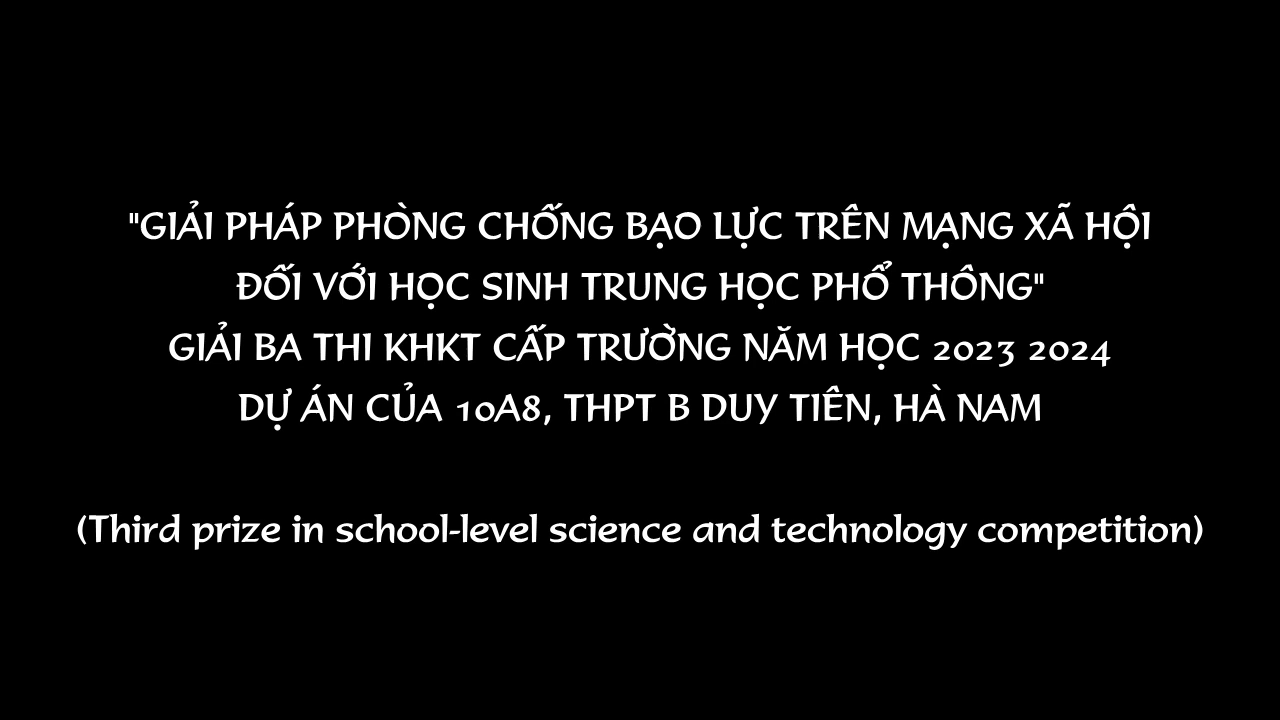 "GIẢI PHÁP PHÒNG CHỐNG BẠO LỰC TRÊN MẠNG XÃ HỘI
ĐỐI VỚI HỌC SINH TRUNG HỌC PHỔ THÔNG"
GIẢI BA THI KHKT CẤP TRƯỜNG NĂM HỌC 2023 2024
DỰ ÁN CỦA 10A8, THPT B DUY TIÊN, HÀ NAM
(Third prize in school-level science and technology competition)